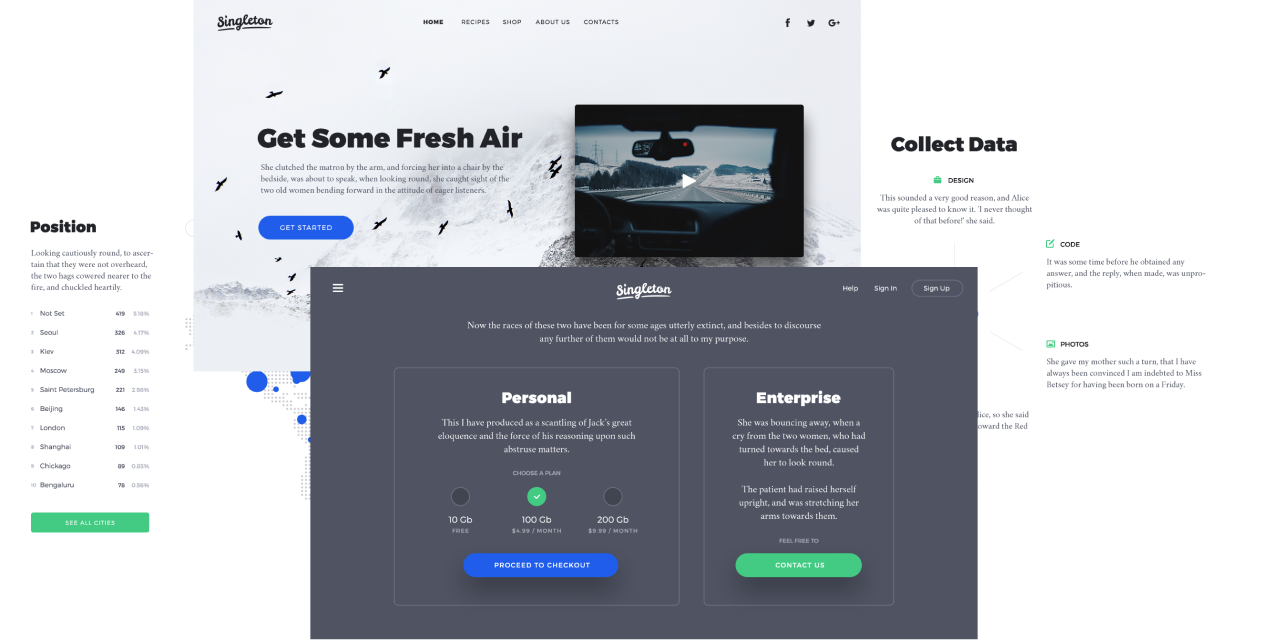 Singleton
HOME RECIPES SHOP ABOUT US CONTACTS
f G+
Get Some Fresh Air
She clutched the matron by the arm, and forcing her into a chair by the
bedside, was about to speak, when looking round, she caught sight of the
two old women bending forward in the attitude of eager listeners.
GET STARTED
Position
Looking cautiously round, to ascer-
tain that they were not overheard,
the two hags cowered nearer to the
fire, and chuckled heartily.
1 Not Set 419 5.18%
2 Seoul 326 4.17%
3 Kiev 312 4.09%
4 Moscow 249 3.15%
5 Saint Petersburg 221 2.86%
6 Beijing 146 1.43%
7 London 115 1.09%
8 Shanghai 109 1.01%
9 Chickago 89 0.83%
10 Bengaluru 78 0.56%
SEE ALL CITIES
Collect Data
DESIGN
This sounded a very good reason, and Alice
was quite pleased to know it. 'I never thought
of that before!' she said.
CODE
It was some time before he obtained any
answer, and the reply, when made, was unpro-
pitious.
PHOTOS
She gave my mother such a turn, that I have
always been convinced I am indebted to Miss
Betsey for having been born on a Friday.
lice, so she said
oward the Red
Singleton
Help Sign In Sign Up
Now the races of these two have been for some ages utterly extinct, and besides to discourse
any further of them would not be at all to my purpose.
Personal
This I have produced as a scantling of Jack's great
eloquence and the force of his reasoning upon such
abstruse matters.
CHOOSE A PLAN
10 Gb 100 Gb 200 Gb
FREE $4.99 / MONTH $9.99 / MONTH
PROCEED TO CHECKOUT
Enterprise
She was bouncing away, when a
cry from the two women, who had
turned towards the bed, caused
her to look round.
The patient had raised herself
upright, and was stretching her
arms towards them.
FEEL FREE TO
CONTACT US